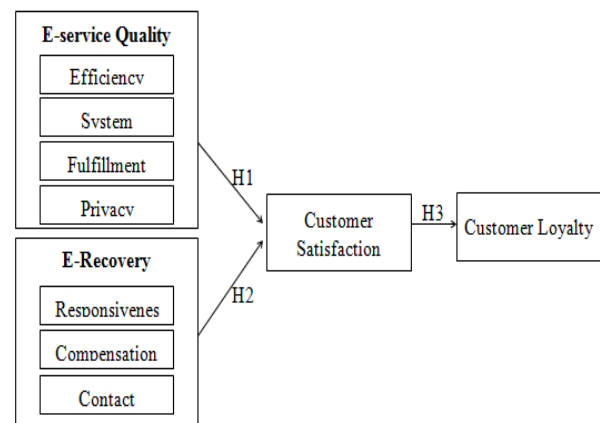 E-service Quality
Efficiency
System
Fulfillment
Privacy
H1
Customer
Satisfaction
H3
Customer Loyalty
E-Recovery
H2
Responsivenes
Compensation
Contact